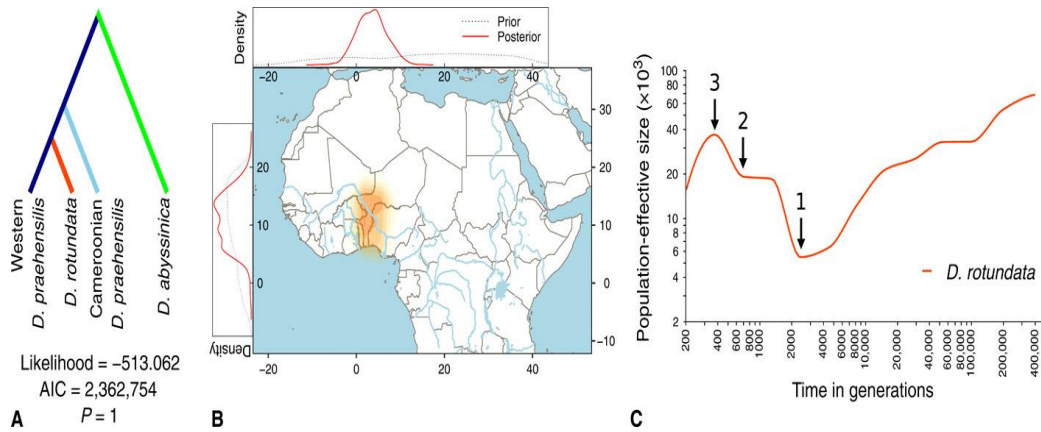 Western
D. praehensilis
D. rotundata
Cameroonian
D. praehensilis
D. abyssinica
Likelihood = −513.062
AIC = 2,362,754
P = 1
A
Density
Prior
Posterior
−20 0 20 40
30
20
10
0
20
10
0
−10
Density
−20 0 20 40
B
Population-effective size (×10³)
100
80
60
40
20
10
8
6
4
2
3
2
1
D. rotundata
200
400
600
800
1000
2000
4000
6000
8000
10.000
20.000
40.000
60.000
80.000
100.000
200.000
400.000
Time in generations
C